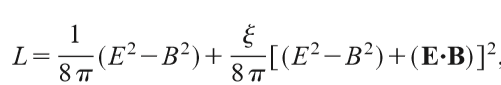 L = 1/8π (E² − B²) + ξ/8π [(E² − B²) + (E·B)]²,